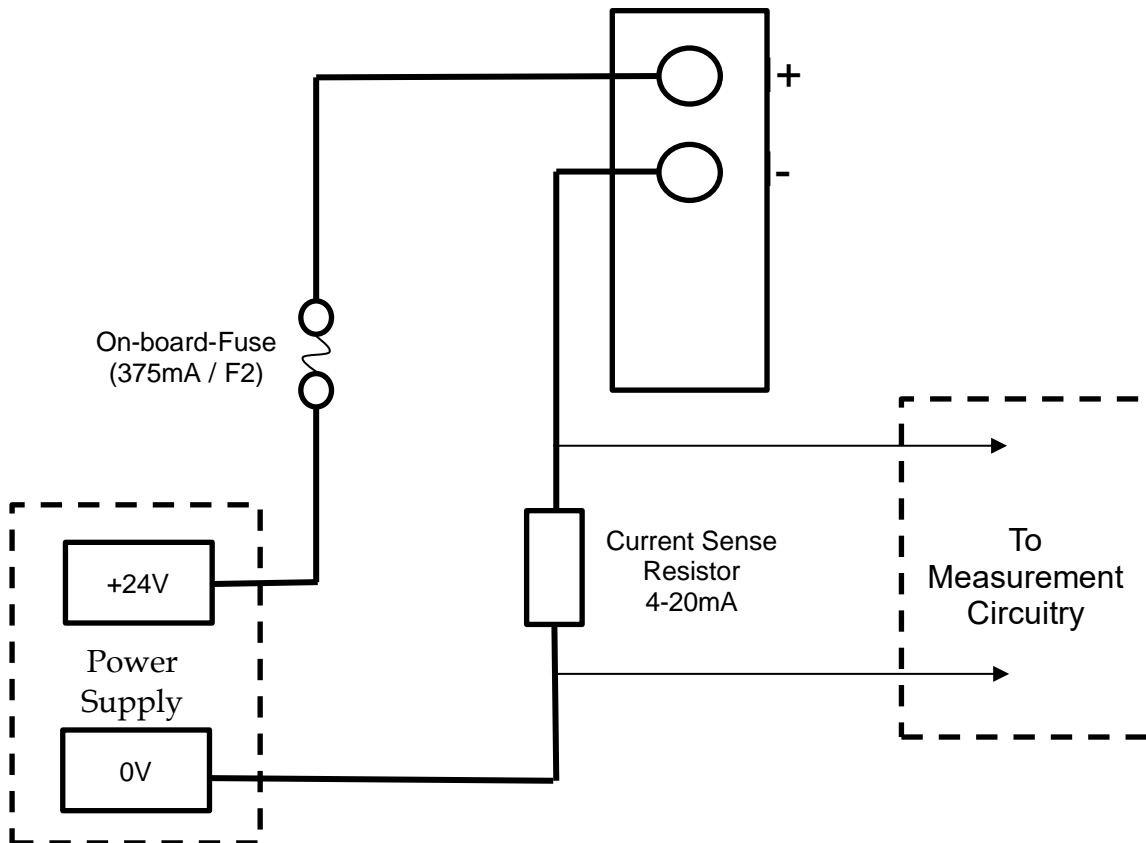 +
-
On-board-Fuse
(375mA / F2)
+24V
Power
Supply
0V
Current Sense
Resistor
4-20mA
To
Measurement
Circuitry